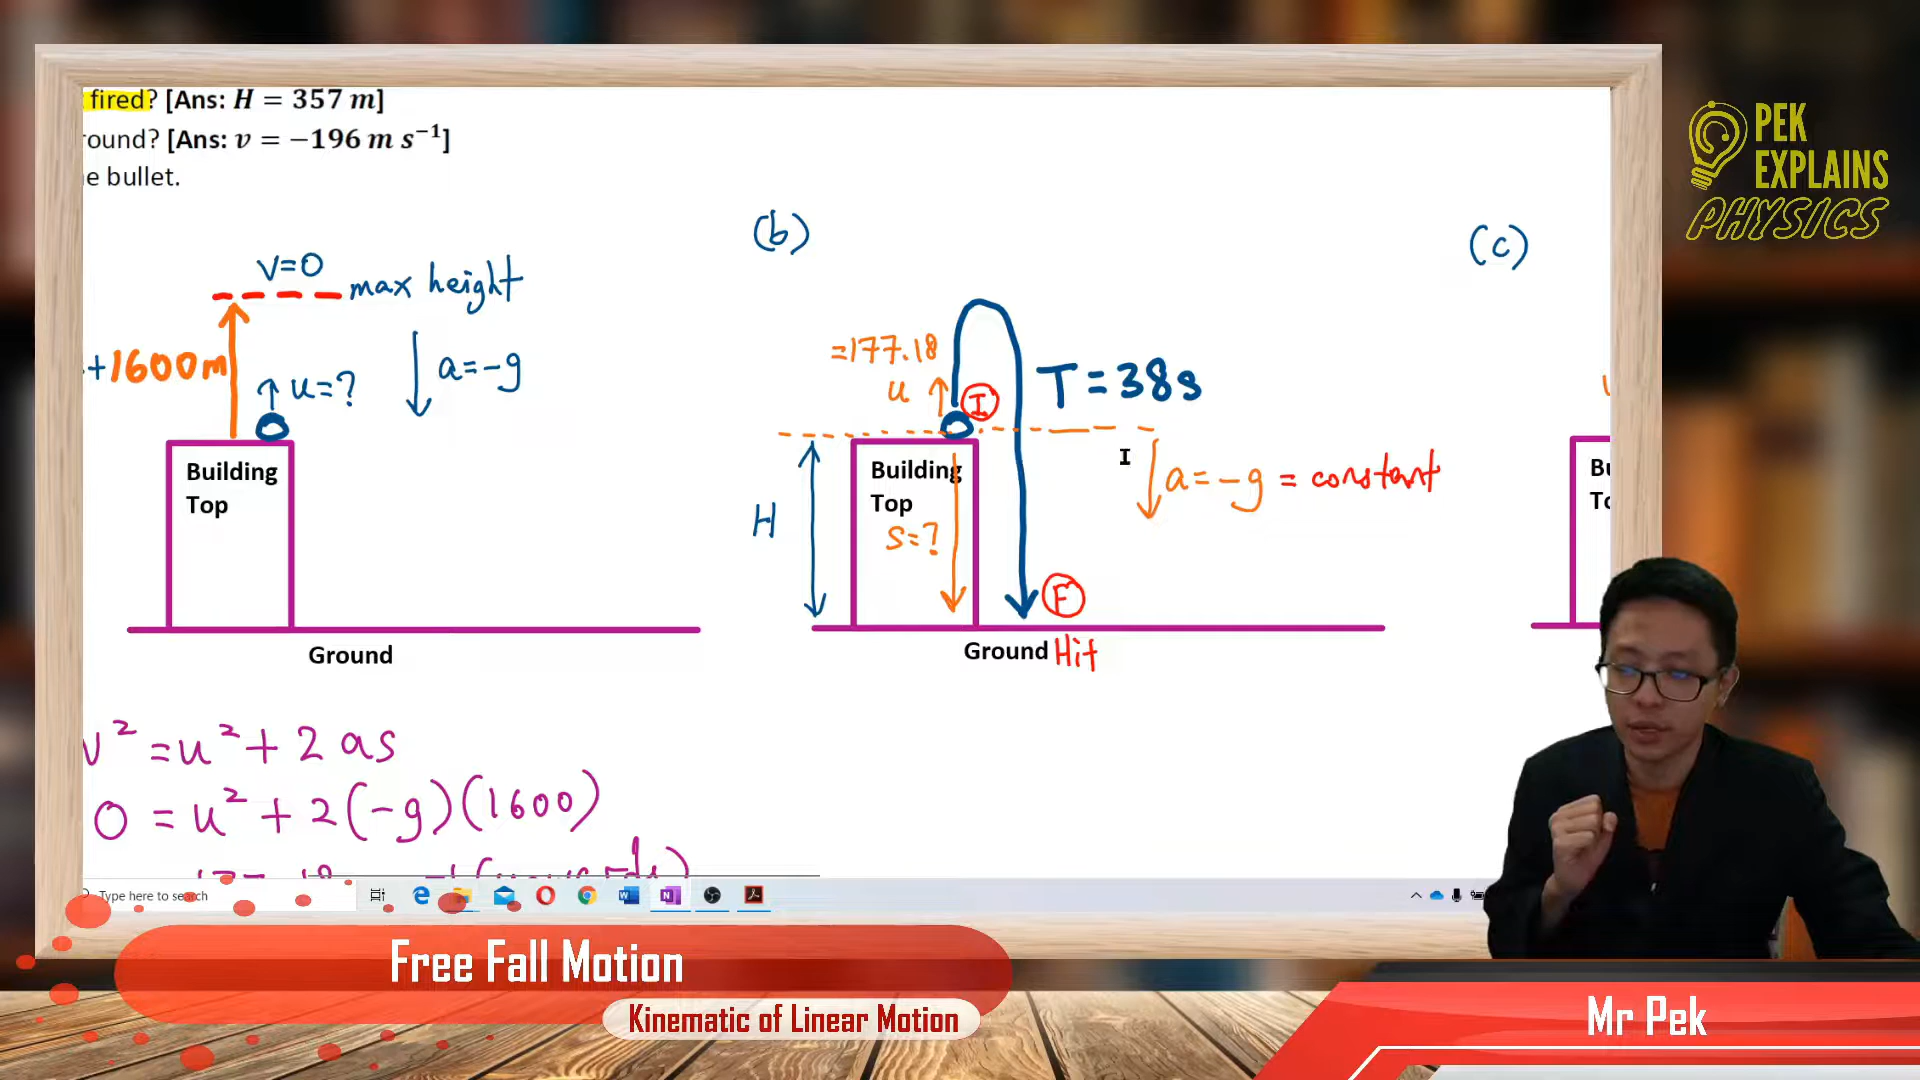 fired? [Ans: H = 357 m]
round? [Ans: v = −196 m s⁻¹]
e bullet.
PEK
EXPLAINS
PHYSICS
(b)
(c)
v=0
max height
+1600m
u=?
a=-g
=177.18
u
I
T=38s
Building
Top
Building
Top
H
s=?
a=-g = constant
F
Bu
To
Ground
Ground Hit
v² = u² + 2as
0 = u² + 2(-g)(1600)
Type here to search
Free Fall Motion
Kinematic of Linear Motion
Mr Pek